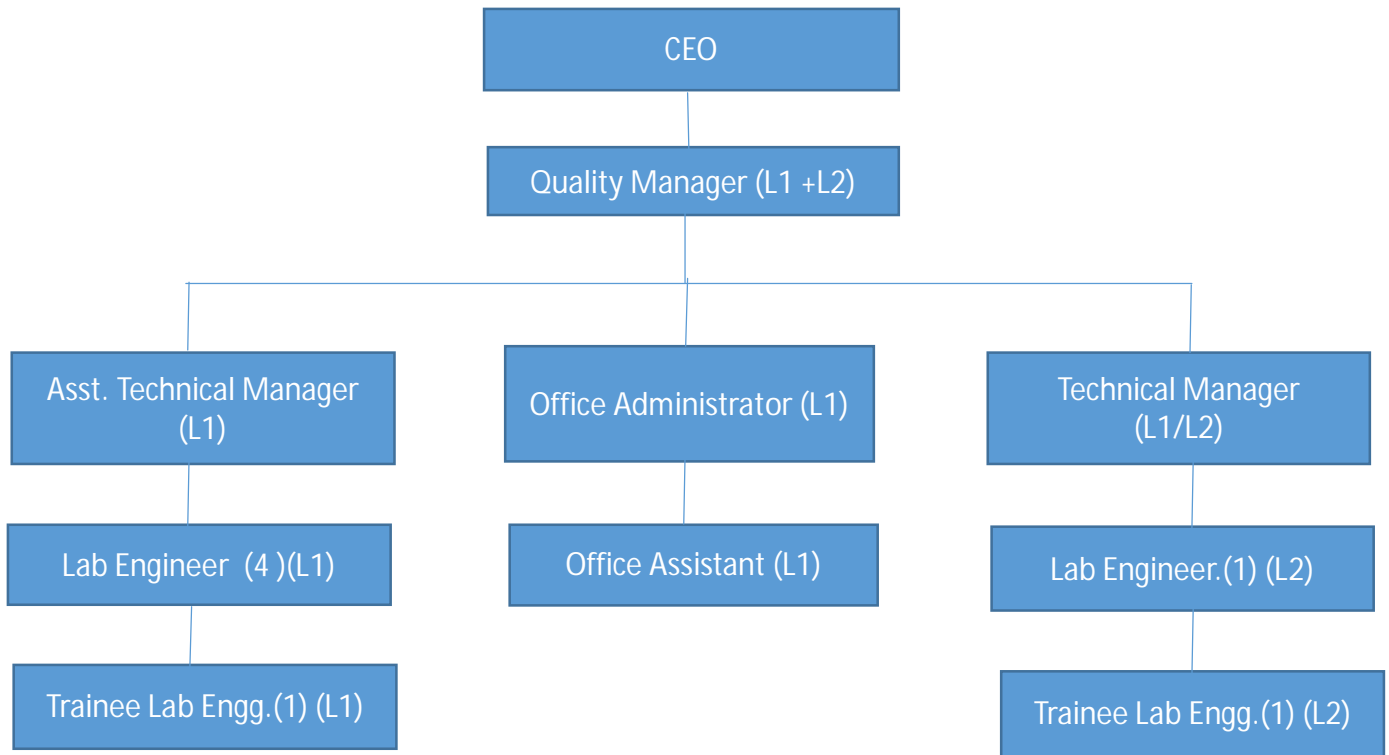 CEO
Quality Manager (L1 +L2)
Asst. Technical Manager
(L1)
Office Administrator (L1)
Technical Manager
(L1/L2)
Lab Engineer  (4 )(L1)
Office Assistant (L1)
Lab Engineer.(1) (L2)
Trainee Lab Engg.(1) (L1)
Trainee Lab Engg.(1) (L2)